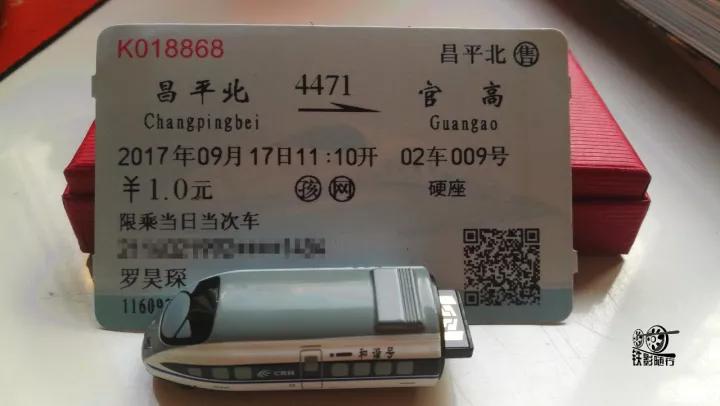 K018868 昌平北 售
昌平北 4471 官高
Changpingbei Guangao
2017年09月17日11:10开 02车009号
￥1.0元 孩 网 硬座
限乘当日当次车
罗昊琛
和谐号
CRH
铁影随行